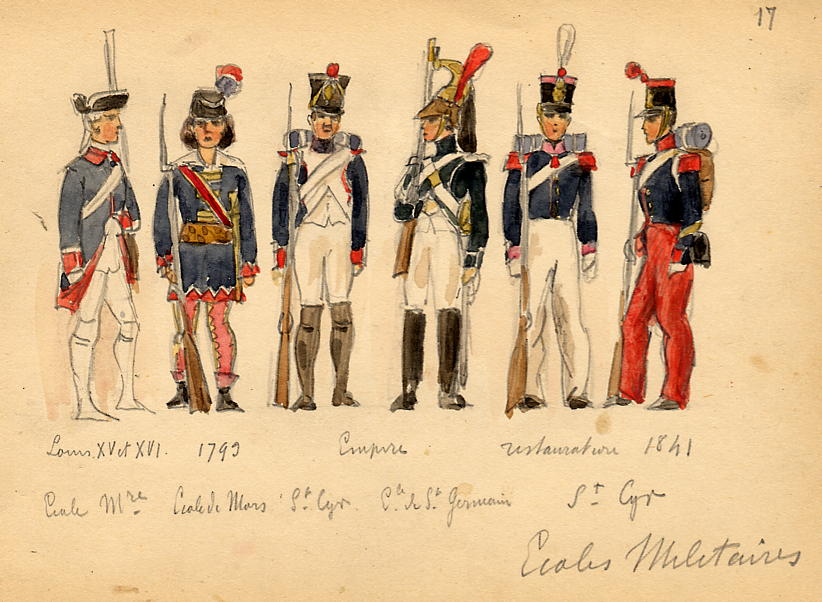 17
Louis XV et XVI. 1793 Empire restauration 1841
Ecole Mre Ecole de Mars St Cyr. Cle de St Germain St Cyr
Ecoles Militaires